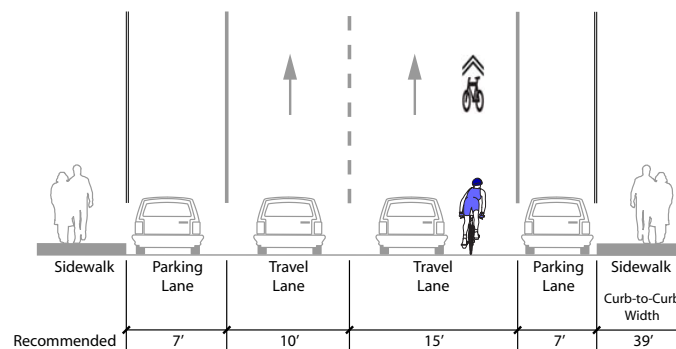 Sidewalk Parking Travel Travel Parking Sidewalk
Lane Lane Lane Lane
Curb-to-Curb
Width
Recommended 7’ 10’ 15’ 7’ 39’